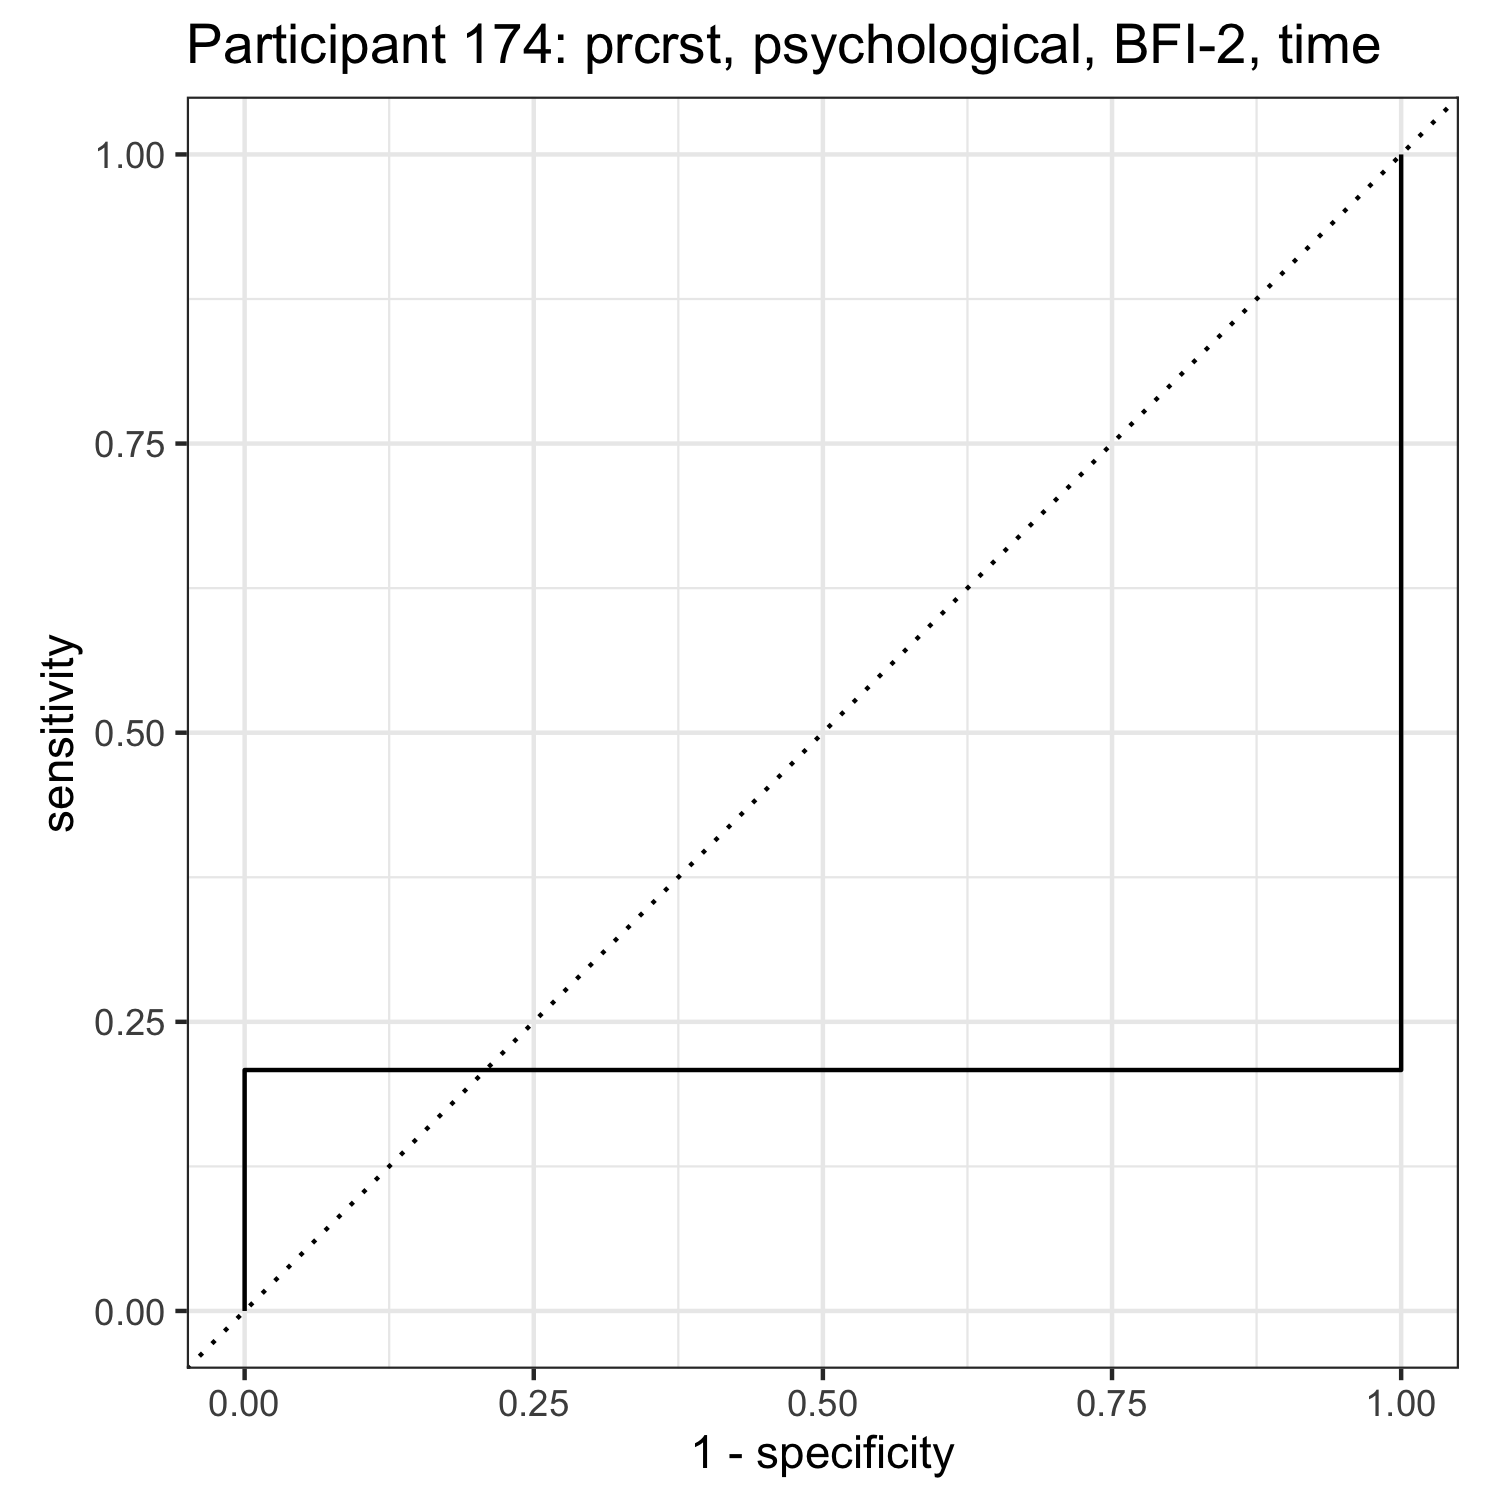 Participant 174: prcrst, psychological, BFI-2, time
1.00
0.75
0.50
0.25
0.00
sensitivity
0.00 0.25 0.50 0.75 1.00
1 - specificity